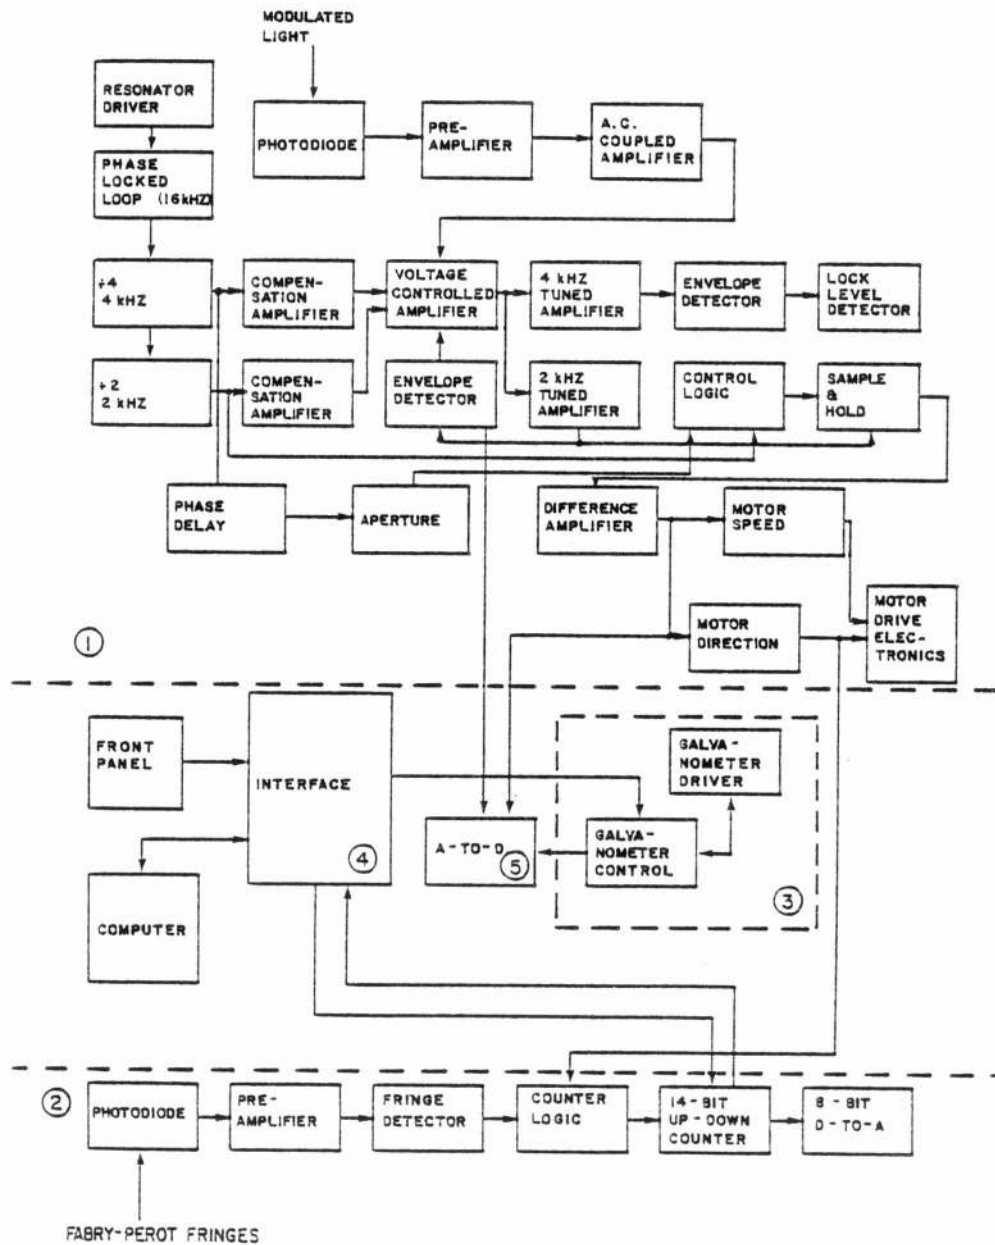 MODULATED
LIGHT
RESONATOR
DRIVER
PHOTODIODE
PRE-
AMPLIFIER
A.C.
COUPLED
AMPLIFIER
PHASE
LOCKED
LOOP (16kHZ)
÷4
4 kHZ
COMPEN-
SATION
AMPLIFIER
VOLTAGE
CONTROLLED
AMPLIFIER
4 kHZ
TUNED
AMPLIFIER
ENVELOPE
DETECTOR
LOCK
LEVEL
DETECTOR
÷2
2 kHZ
COMPEN-
SATION
AMPLIFIER
ENVELOPE
DETECTOR
2 kHZ
TUNED
AMPLIFIER
CONTROL
LOGIC
SAMPLE
&
HOLD
PHASE
DELAY
APERTURE
DIFFERENCE
AMPLIFIER
MOTOR
SPEED
MOTOR
DIRECTION
MOTOR
DRIVE
ELEC-
TRONICS
1
FRONT
PANEL
INTERFACE
4
COMPUTER
A-TO-D
5
GALVA-
NOMETER
DRIVER
GALVA-
NOMETER
CONTROL
3
2
PHOTODIODE
PRE-
AMPLIFIER
FRINGE
DETECTOR
COUNTER
LOGIC
14-BIT
UP-DOWN
COUNTER
8-BIT
D-TO-A
FABRY-PEROT FRINGES